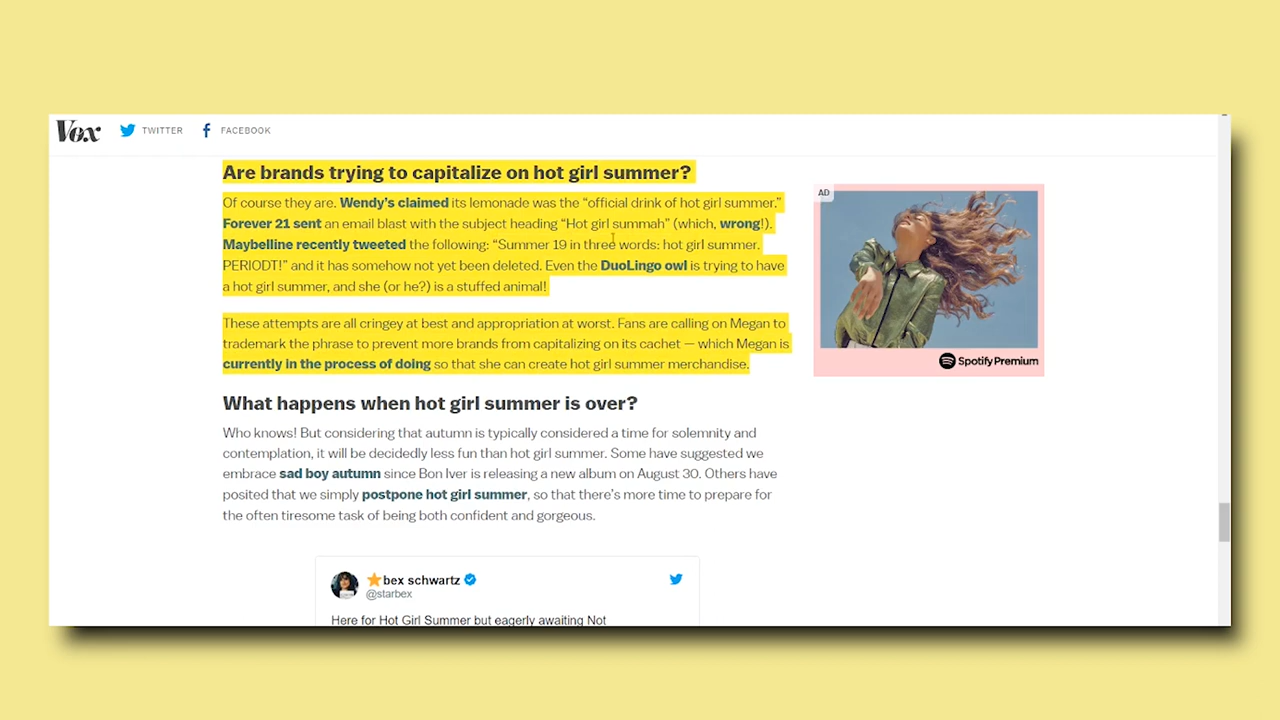 Vox TWITTER FACEBOOK
Are brands trying to capitalize on hot girl summer?
Of course they are. Wendy's claimed its lemonade was the “official drink of hot girl summer.”
Forever 21 sent an email blast with the subject heading “Hot girl summah” (which, wrong!).
Maybelline recently tweeted the following: “Summer 19 in three words: hot girl summer.
PERIODT!” and it has somehow not yet been deleted. Even the DuoLingo owl is trying to have
a hot girl summer, and she (or he?) is a stuffed animal!
These attempts are all cringey at best and appropriation at worst. Fans are calling on Megan to
trademark the phrase to prevent more brands from capitalizing on its cachet — which Megan is
currently in the process of doing so that she can create hot girl summer merchandise.
AD
Spotify Premium
What happens when hot girl summer is over?
Who knows! But considering that autumn is typically considered a time for solemnity and
contemplation, it will be decidedly less fun than hot girl summer. Some have suggested we
embrace sad boy autumn since Bon Iver is releasing a new album on August 30. Others have
posited that we simply postpone hot girl summer, so that there's more time to prepare for
the often tiresome task of being both confident and gorgeous.
bex schwartz
@starbex
Here for Hot Girl Summer but eagerly awaiting Not